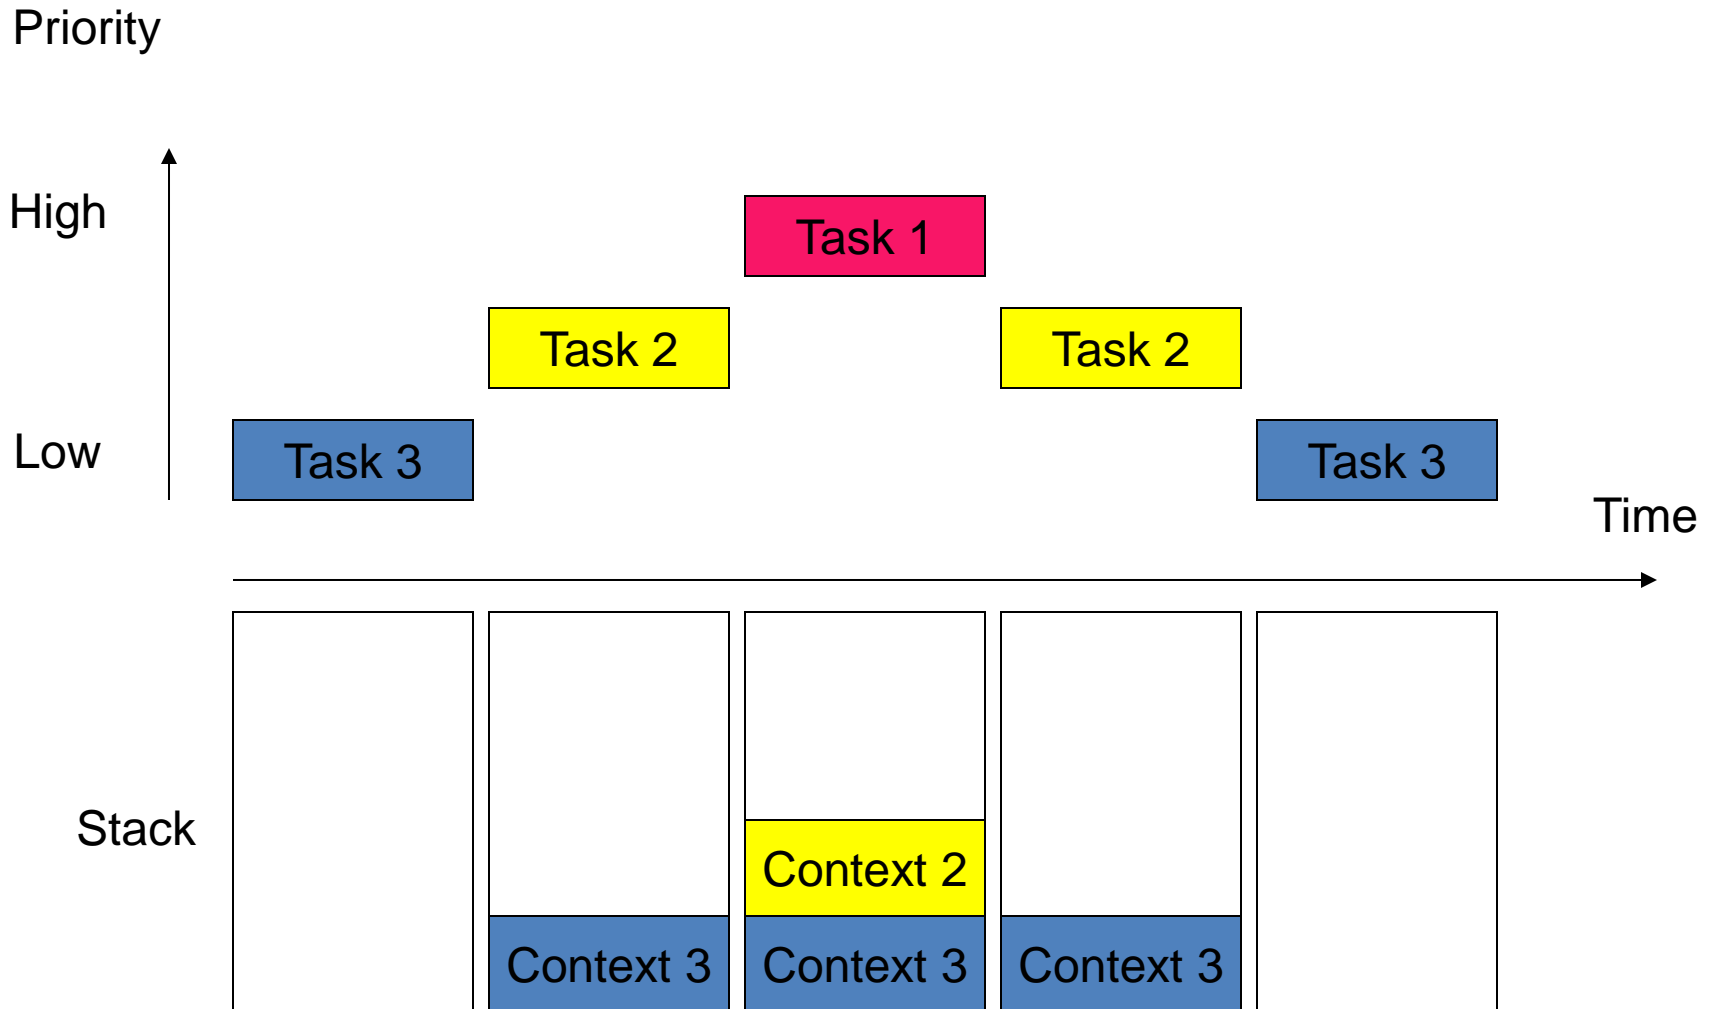 Priority
High
Task 1
Task 2
Task 2
Low
Task 3
Task 3
Time
Stack
Context 2
Context 3
Context 3
Context 3